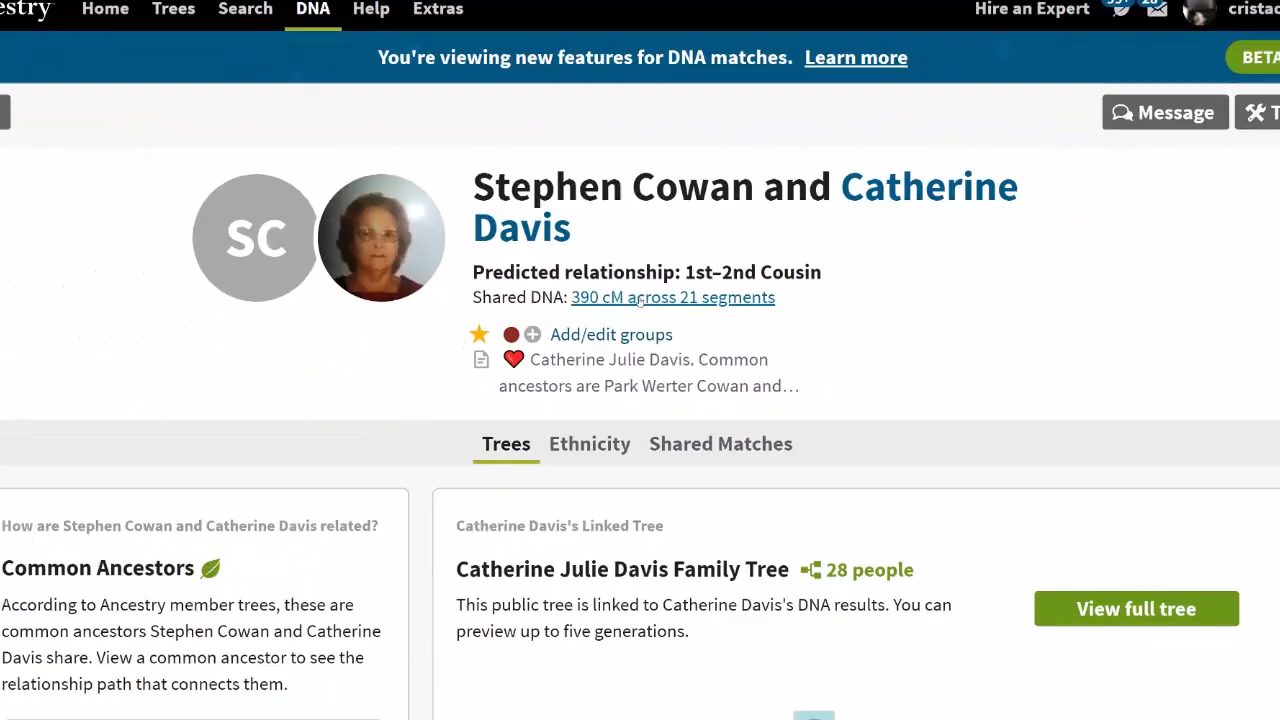 Home Trees Search DNA Help Extras Hire an Expert
You're viewing new features for DNA matches. Learn more BETA
Message
SC
Stephen Cowan and Catherine
Davis
Predicted relationship: 1st–2nd Cousin
Shared DNA: 390 cM across 21 segments
Add/edit groups
Catherine Julie Davis. Common
ancestors are Park Werter Cowan and…
Trees Ethnicity Shared Matches
How are Stephen Cowan and Catherine Davis related?
Common Ancestors
According to Ancestry member trees, these are
common ancestors Stephen Cowan and Catherine
Davis share. View a common ancestor to see the
relationship path that connects them.
Catherine Davis's Linked Tree
Catherine Julie Davis Family Tree 28 people
This public tree is linked to Catherine Davis's DNA results. You can
preview up to five generations.
View full tree